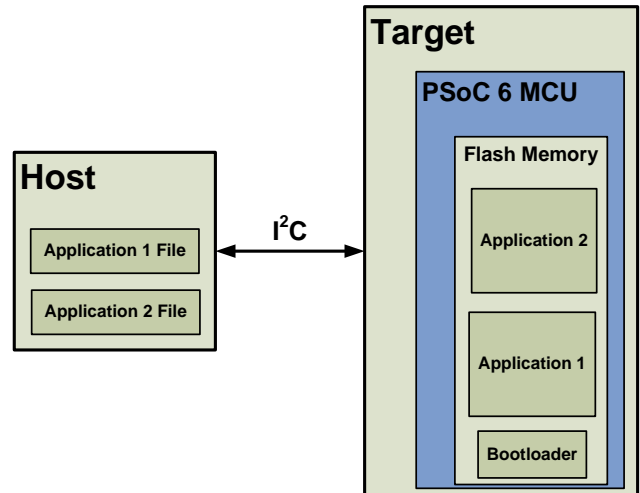 Target
PSoC 6 MCU
Flash Memory
Host
I²C
Application 1 File
Application 2
Application 2 File
Application 1
Bootloader